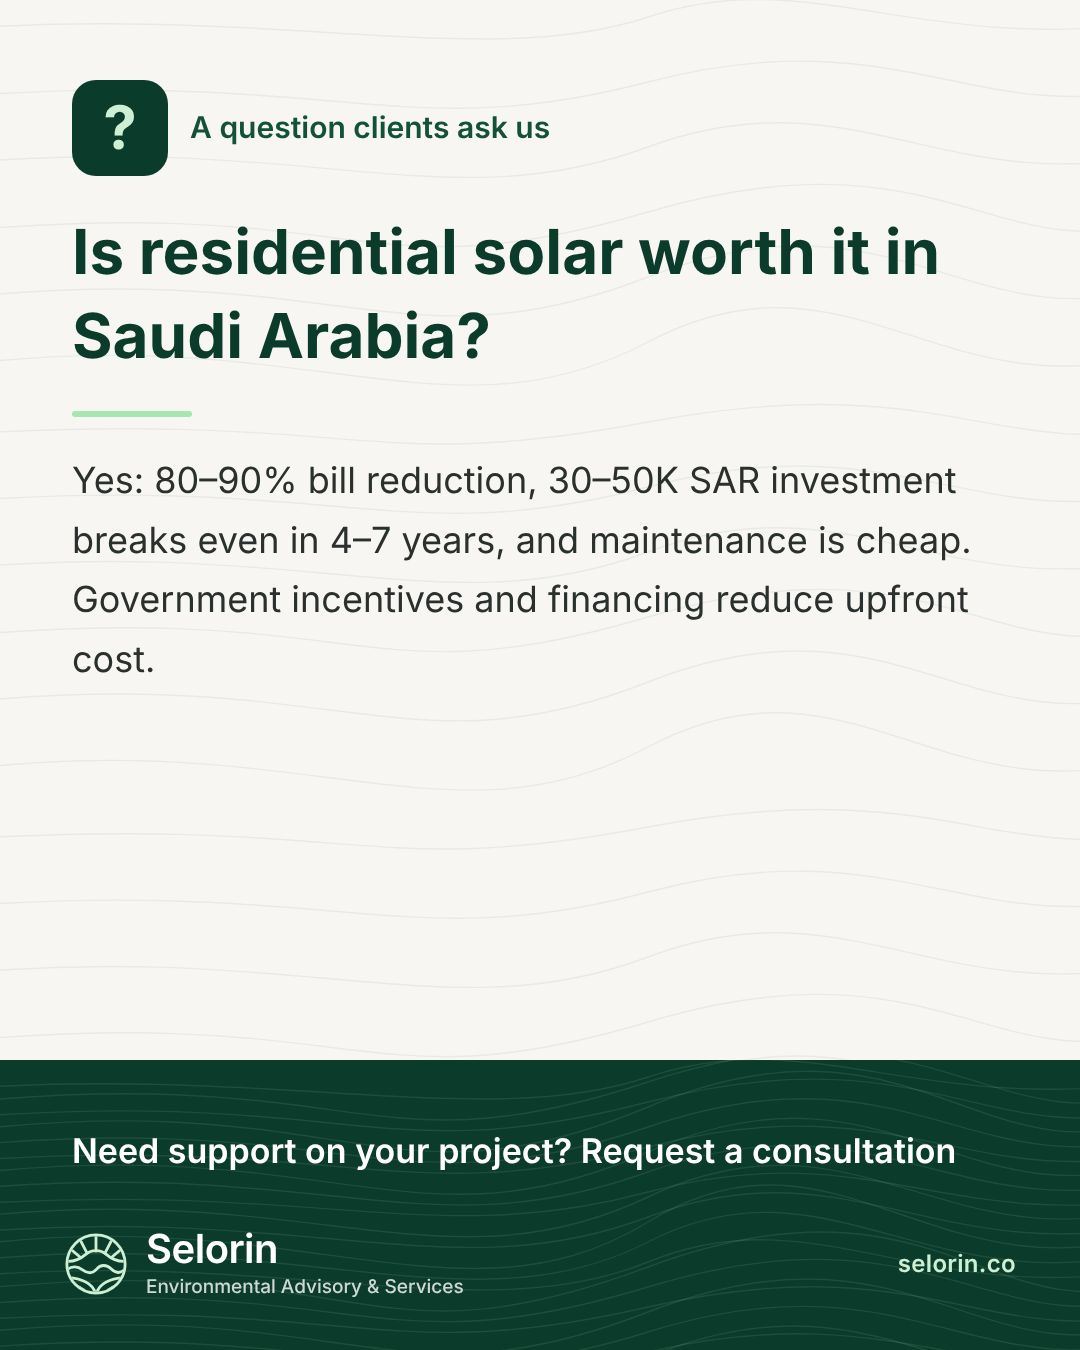 ?
A question clients ask us
Is residential solar worth it in
Saudi Arabia?
Yes: 80–90% bill reduction, 30–50K SAR investment
breaks even in 4–7 years, and maintenance is cheap.
Government incentives and financing reduce upfront
cost.
Need support on your project? Request a consultation
Selorin
Environmental Advisory & Services
selorin.co